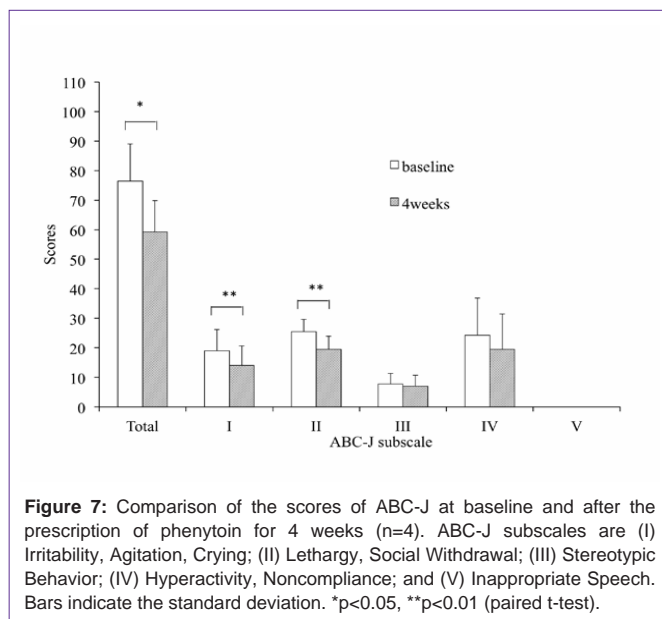 110
100
90
80
70
60
50
40
30
20
10
0
Scores
*
**
**
baseline
4weeks
Total I II III IV V
ABC-J subscale
Figure 7: Comparison of the scores of ABC-J at baseline and after the
prescription of phenytoin for 4 weeks (n=4). ABC-J subscales are (I)
Irritability, Agitation, Crying; (II) Lethargy, Social Withdrawal; (III) Stereotypic
Behavior; (IV) Hyperactivity, Noncompliance; and (V) Inappropriate Speech.
Bars indicate the standard deviation. *p<0.05, **p<0.01 (paired t-test).